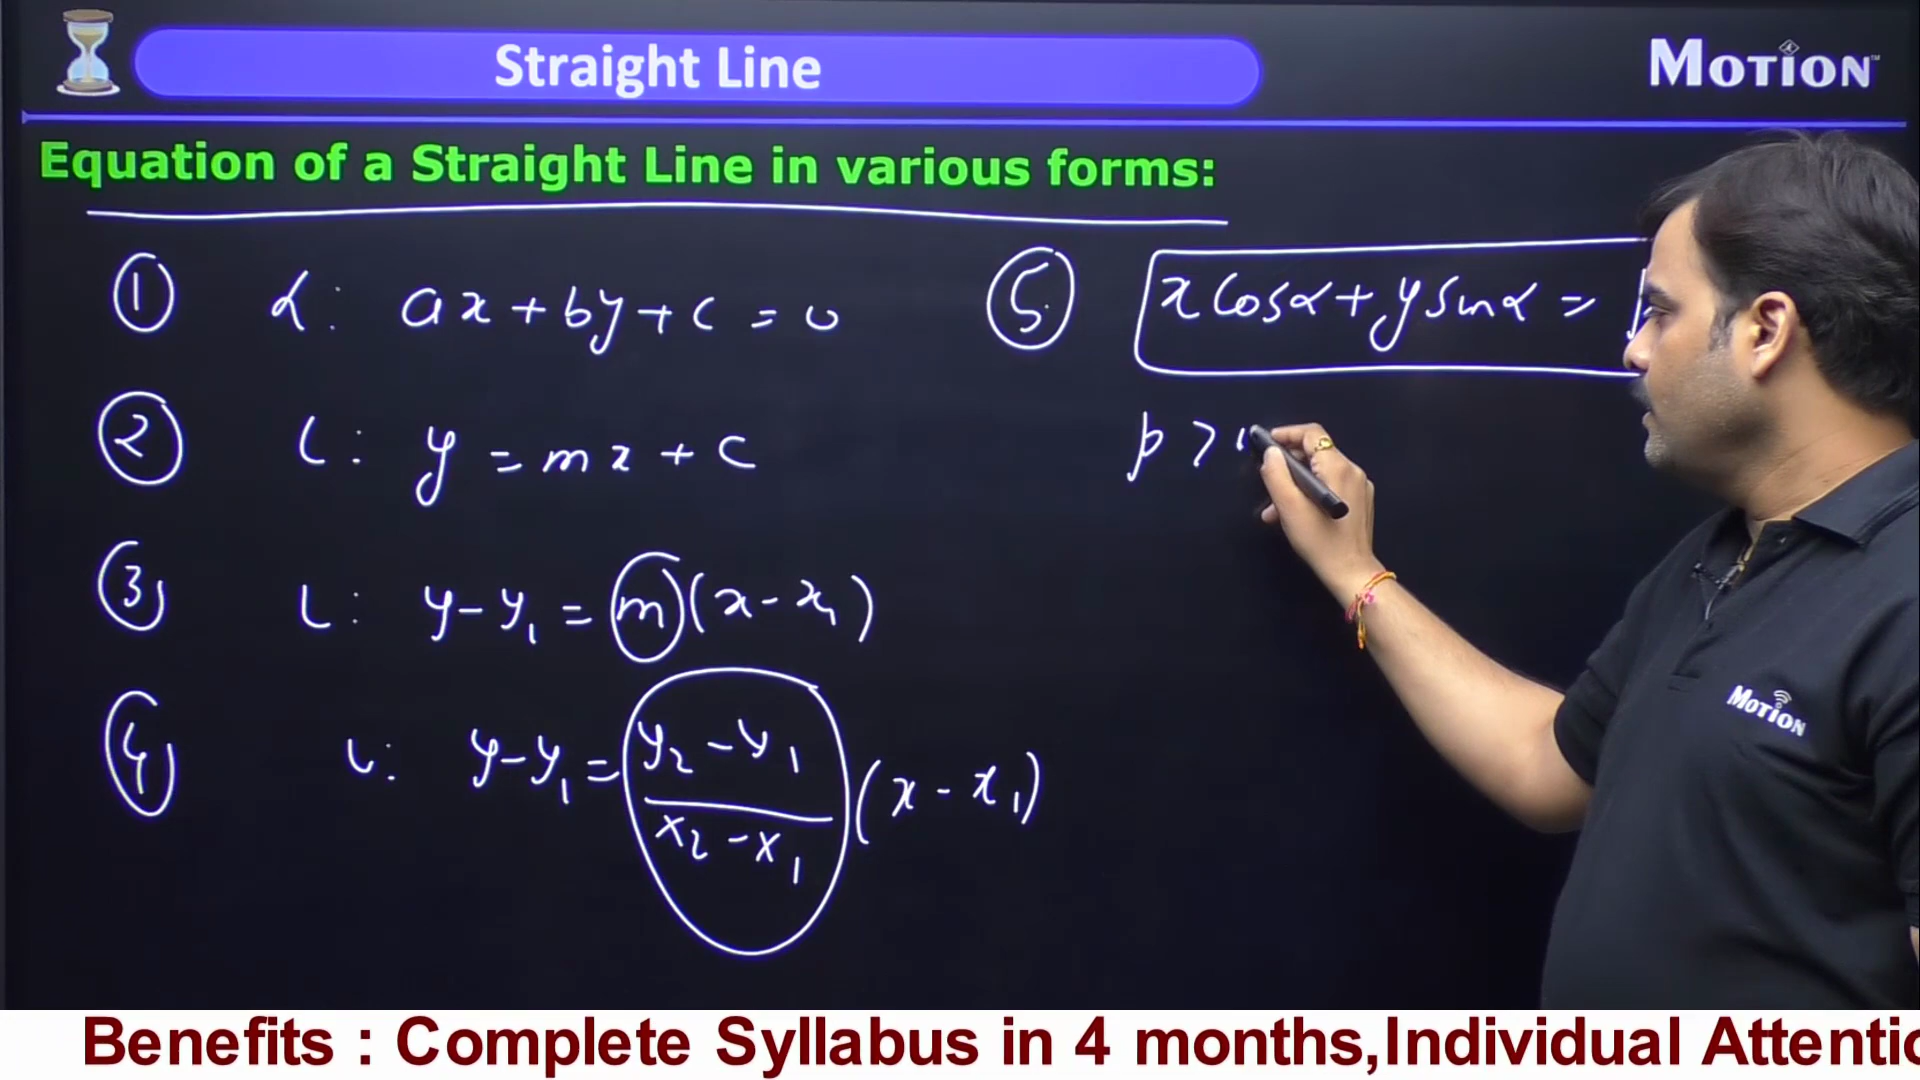 Straight Line
MOTION
Equation of a Straight Line in various forms:
① L: ax + by + c = 0
② L: y = mx + c
③ L: y - y₁ = m(x - x₁)
④ L: y - y₁ = (y₂ - y₁)/(x₂ - x₁) (x - x₁)
⑤ x cosα + y sinα =
p >
MOTION
Benefits : Complete Syllabus in 4 months,Individual